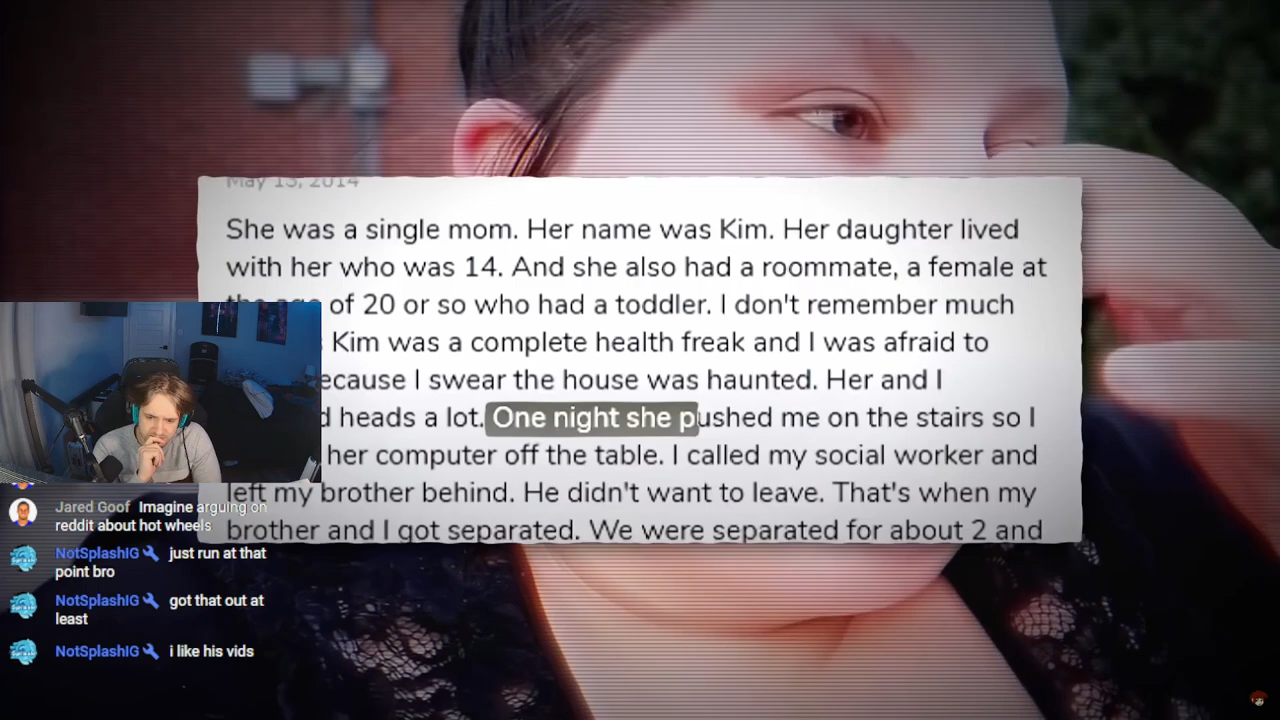 May 13, 2014
She was a single mom. Her name was Kim. Her daughter lived
with her who was 14. And she also had a roommate, a female at
of 20 or so who had a toddler. I don't remember much
Kim was a complete health freak and I was afraid to
ecause I swear the house was haunted. Her and I
d heads a lot. One night she pushed me on the stairs so I
her computer off the table. I called my social worker and
left my brother behind. He didn't want to leave. That's when my
brother and I got separated. We were separated for about 2 and
Jared Goof Imagine arguing on
reddit about hot wheels
NotSplashIG just run at that
point bro
NotSplashIG got that out at
least
NotSplashIG i like his vids